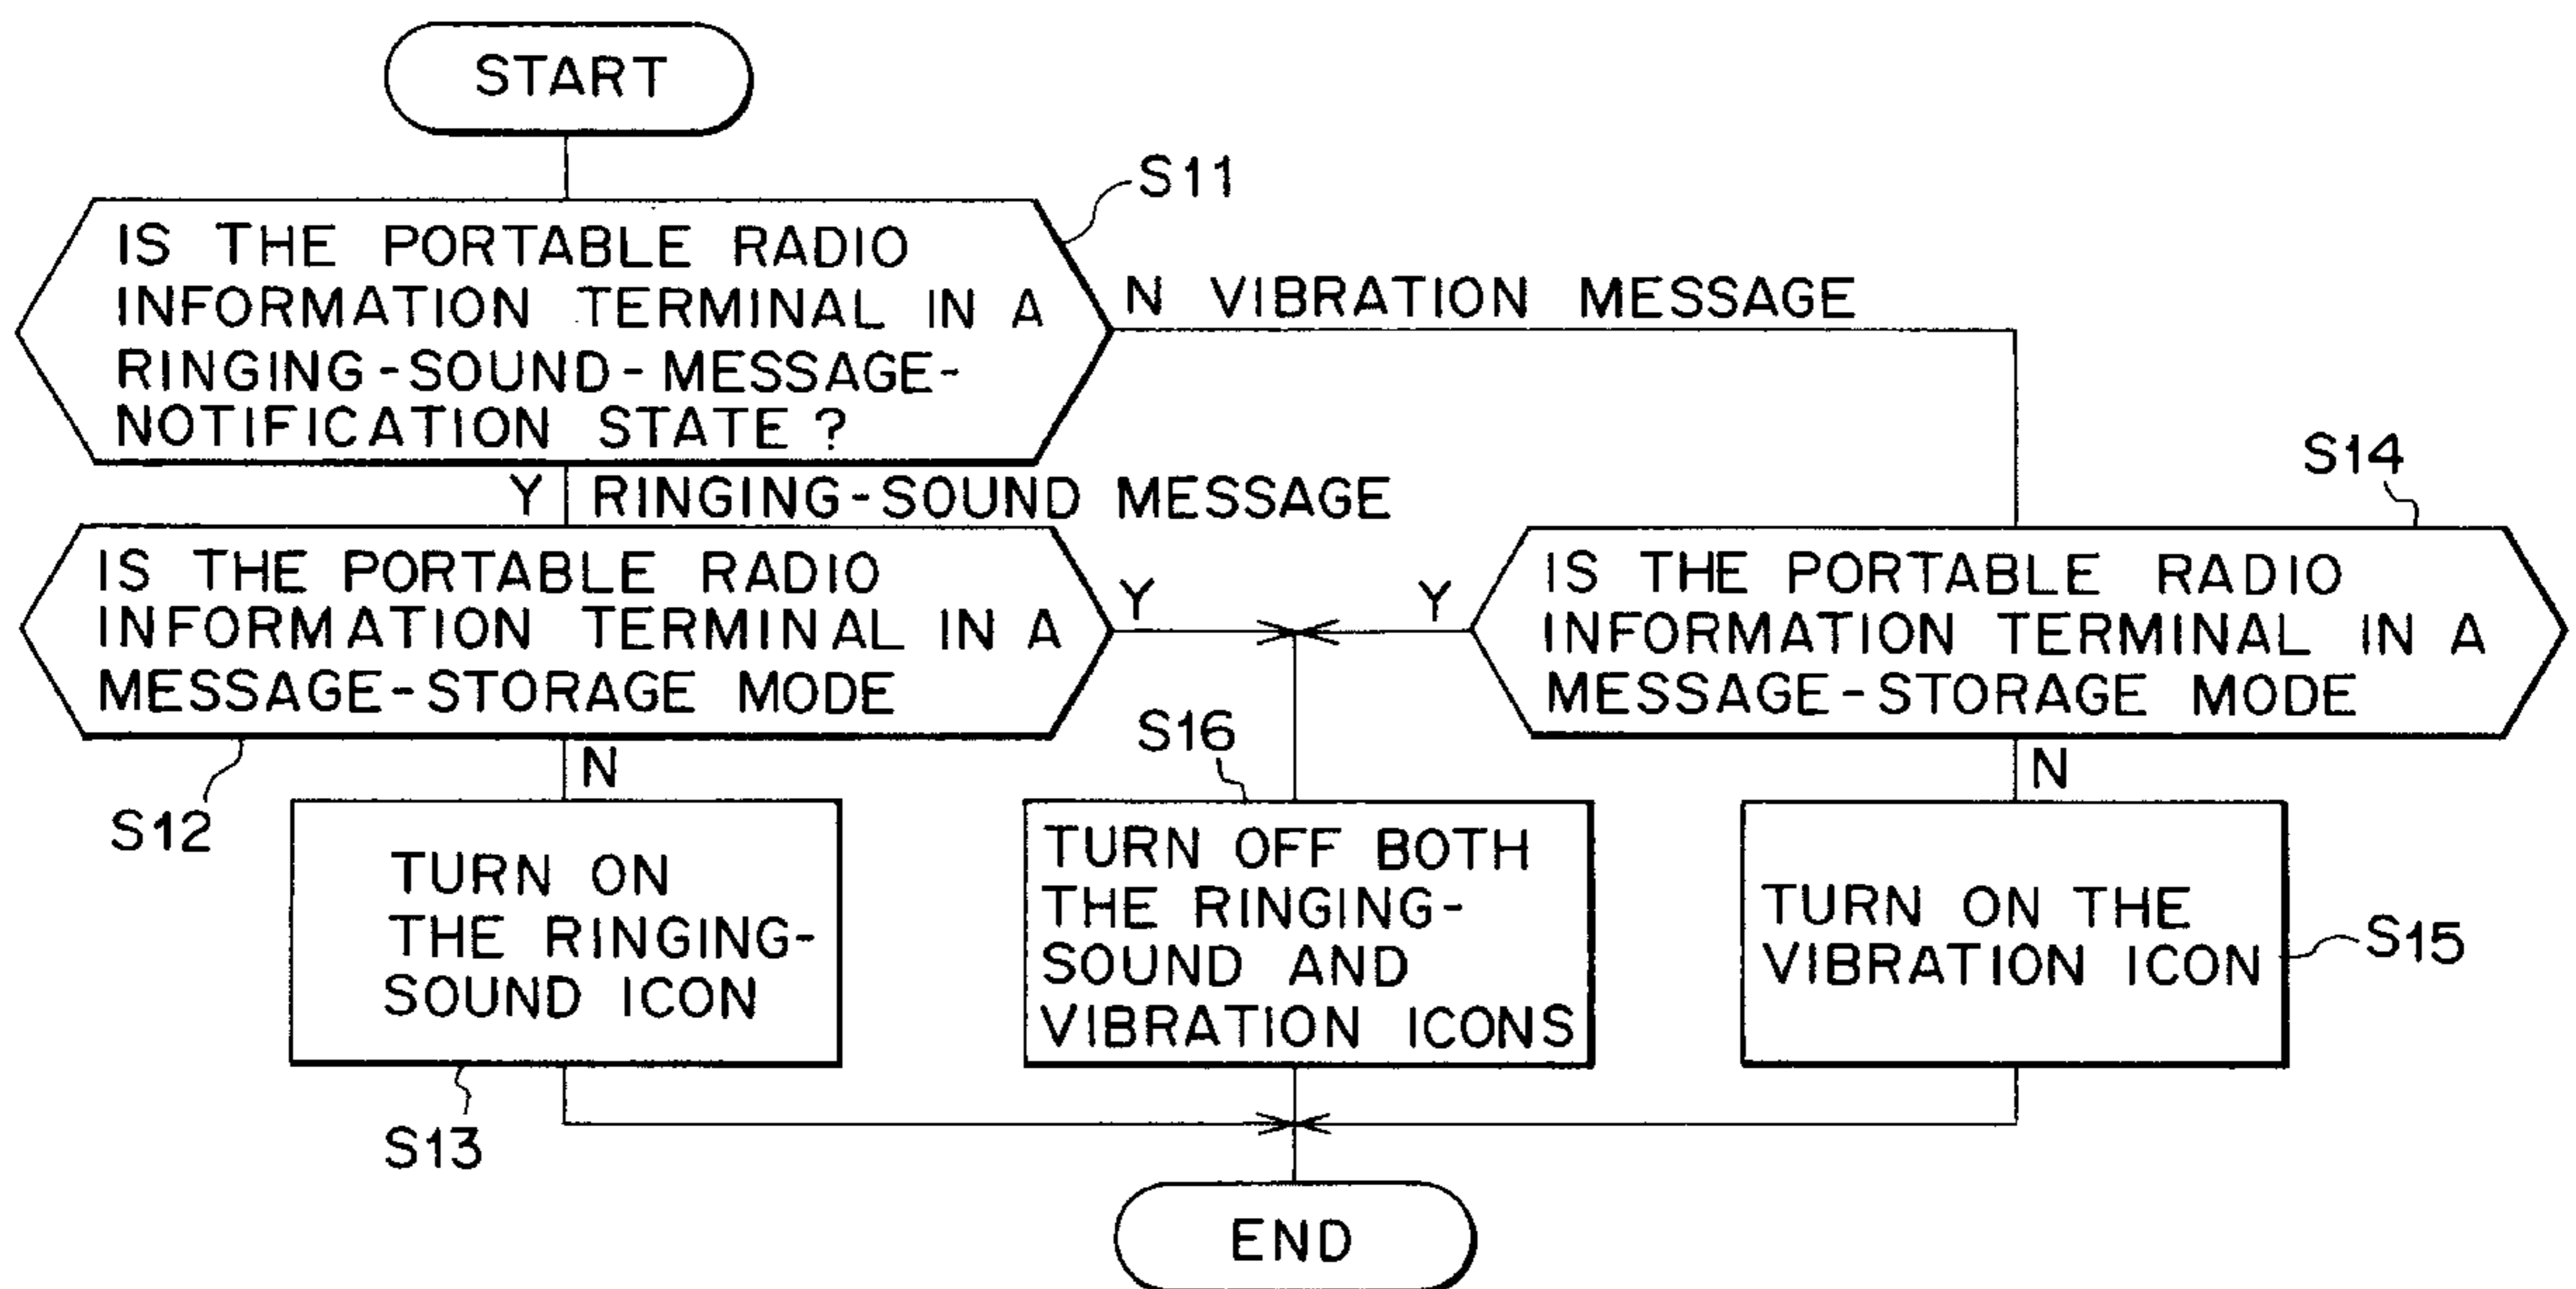 START
S11
IS THE PORTABLE RADIO
INFORMATION TERMINAL IN A
RINGING-SOUND-MESSAGE-
NOTIFICATION STATE?
N VIBRATION MESSAGE
Y RINGING-SOUND MESSAGE
S14
IS THE PORTABLE RADIO
INFORMATION TERMINAL IN A
MESSAGE-STORAGE MODE
Y
Y
IS THE PORTABLE RADIO
INFORMATION TERMINAL IN A
MESSAGE-STORAGE MODE
S12
N
S16
N
TURN ON
THE RINGING-
SOUND ICON
S13
TURN OFF BOTH
THE RINGING-
SOUND AND
VIBRATION ICONS
TURN ON THE
VIBRATION ICON
S15
END